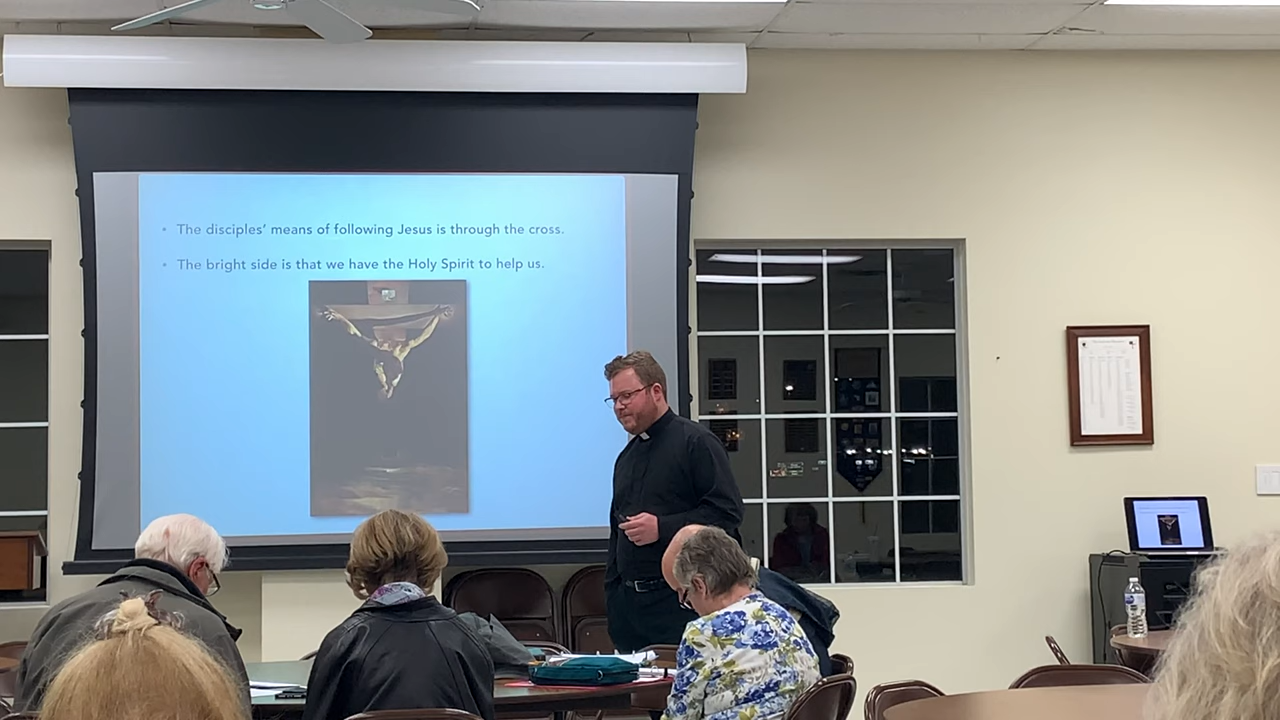 • The disciples' means of following Jesus is through the cross.
• The bright side is that we have the Holy Spirit to help us.